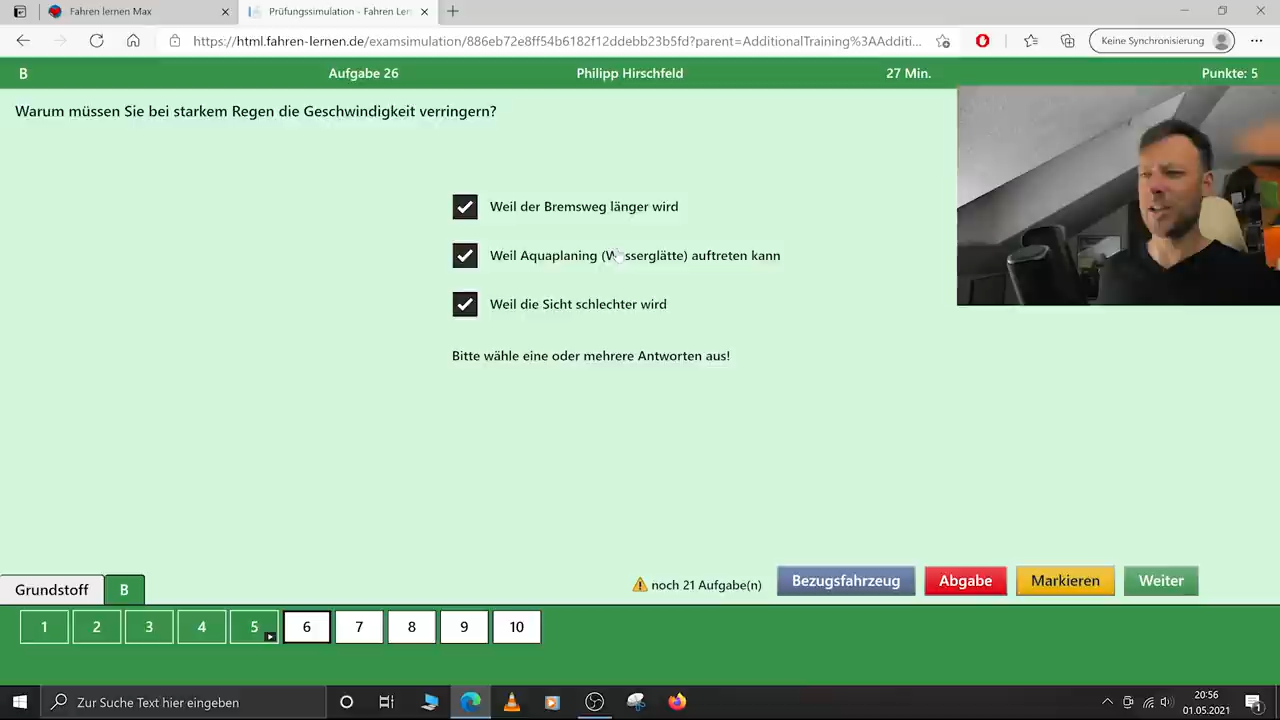 Fahren lernen Max
Prüfungssimulation - Fahren Ler
https://html.fahren-lernen.de/examsimulation/886eb72e8ff54b6182f12ddebb23b5fd?parent=AdditionalTraining%3AAdditi...
Keine Synchronisierung
B
Aufgabe 26
Philipp Hirschfeld
27 Min.
Punkte: 5
Warum müssen Sie bei starkem Regen die Geschwindigkeit verringern?
Weil der Bremsweg länger wird
Weil Aquaplaning (Wasserglätte) auftreten kann
Weil die Sicht schlechter wird
Bitte wähle eine oder mehrere Antworten aus!
noch 21 Aufgabe(n)
Bezugsfahrzeug
Abgabe
Markieren
Weiter
Grundstoff
B
1 2 3 4 5 6 7 8 9 10
Zur Suche Text hier eingeben
20:56
01.05.2021
1